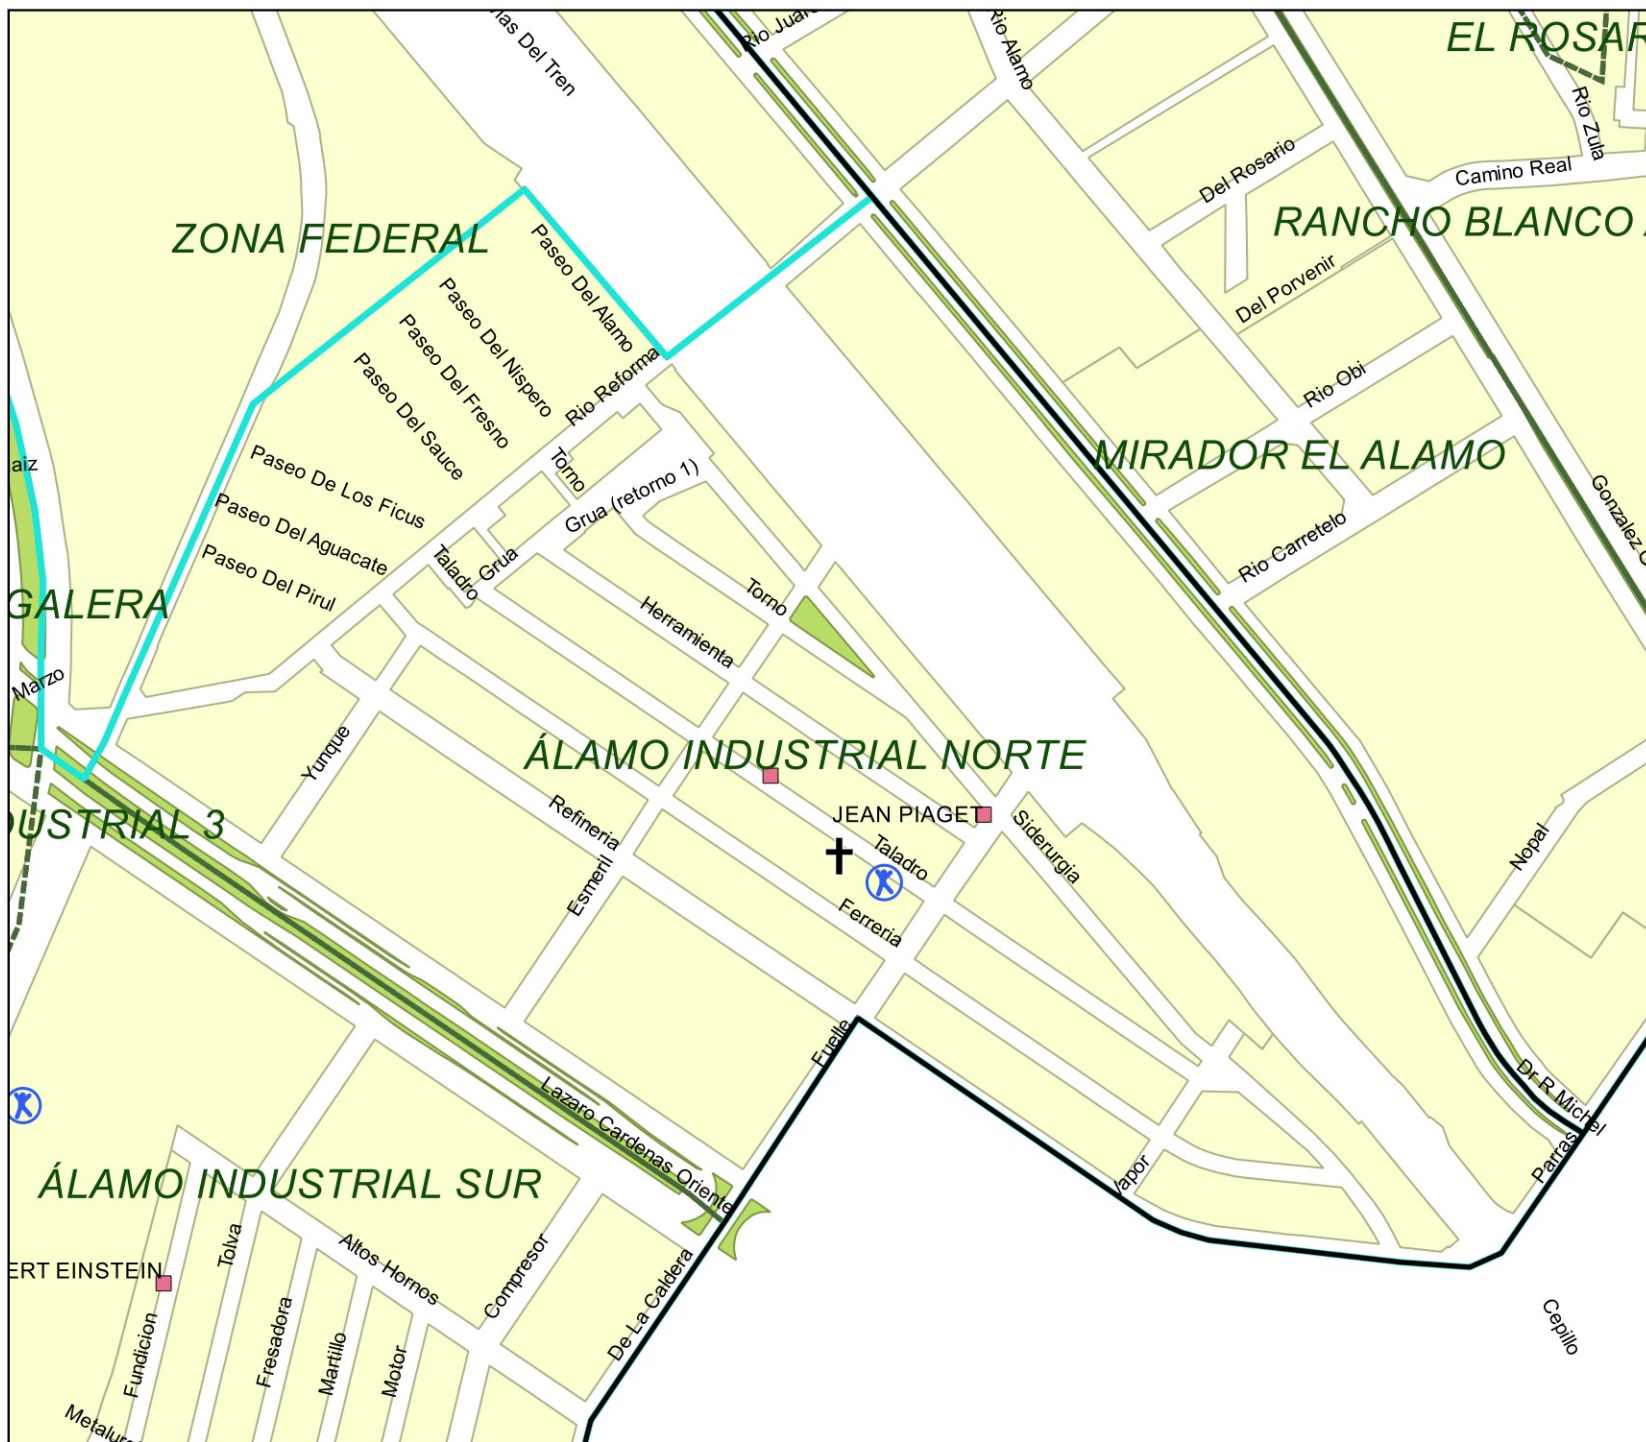 Vias Del Tren
Rio Juarez
Rio Alamo
EL ROSAR
Rio Zula
Del Rosario
Camino Real
ZONA FEDERAL
RANCHO BLANCO
Paseo Del Alamo
Paseo Del Nispero
Paseo Del Fresno
Paseo Del Sauce
Rio Reforma
Del Porvenir
Rio Obi
MIRADOR EL ALAMO
aiz
Paseo De Los Ficus
Paseo Del Aguacate
Paseo Del Pirul
Torno
Grua (retorno 1)
Grua
Taladro
Rio Carretelo
Gonzalez
GALERA
Torno
Herramienta
Marzo
Yunque
ÁLAMO INDUSTRIAL NORTE
DUSTRIAL 3
Refineria
JEAN PIAGET
Siderurgia
Taladro
Nopal
Esmeril
Ferreria
Fuelle
Lazaro Cardenas Oriente
Dr R Michel
Parras
Vapor
ÁLAMO INDUSTRIAL SUR
Tolva
Altos Hornos
Compresor
De La Caldera
ERT EINSTEIN
Fundicion
Fresadora
Martillo
Motor
Cepillo
Metalur